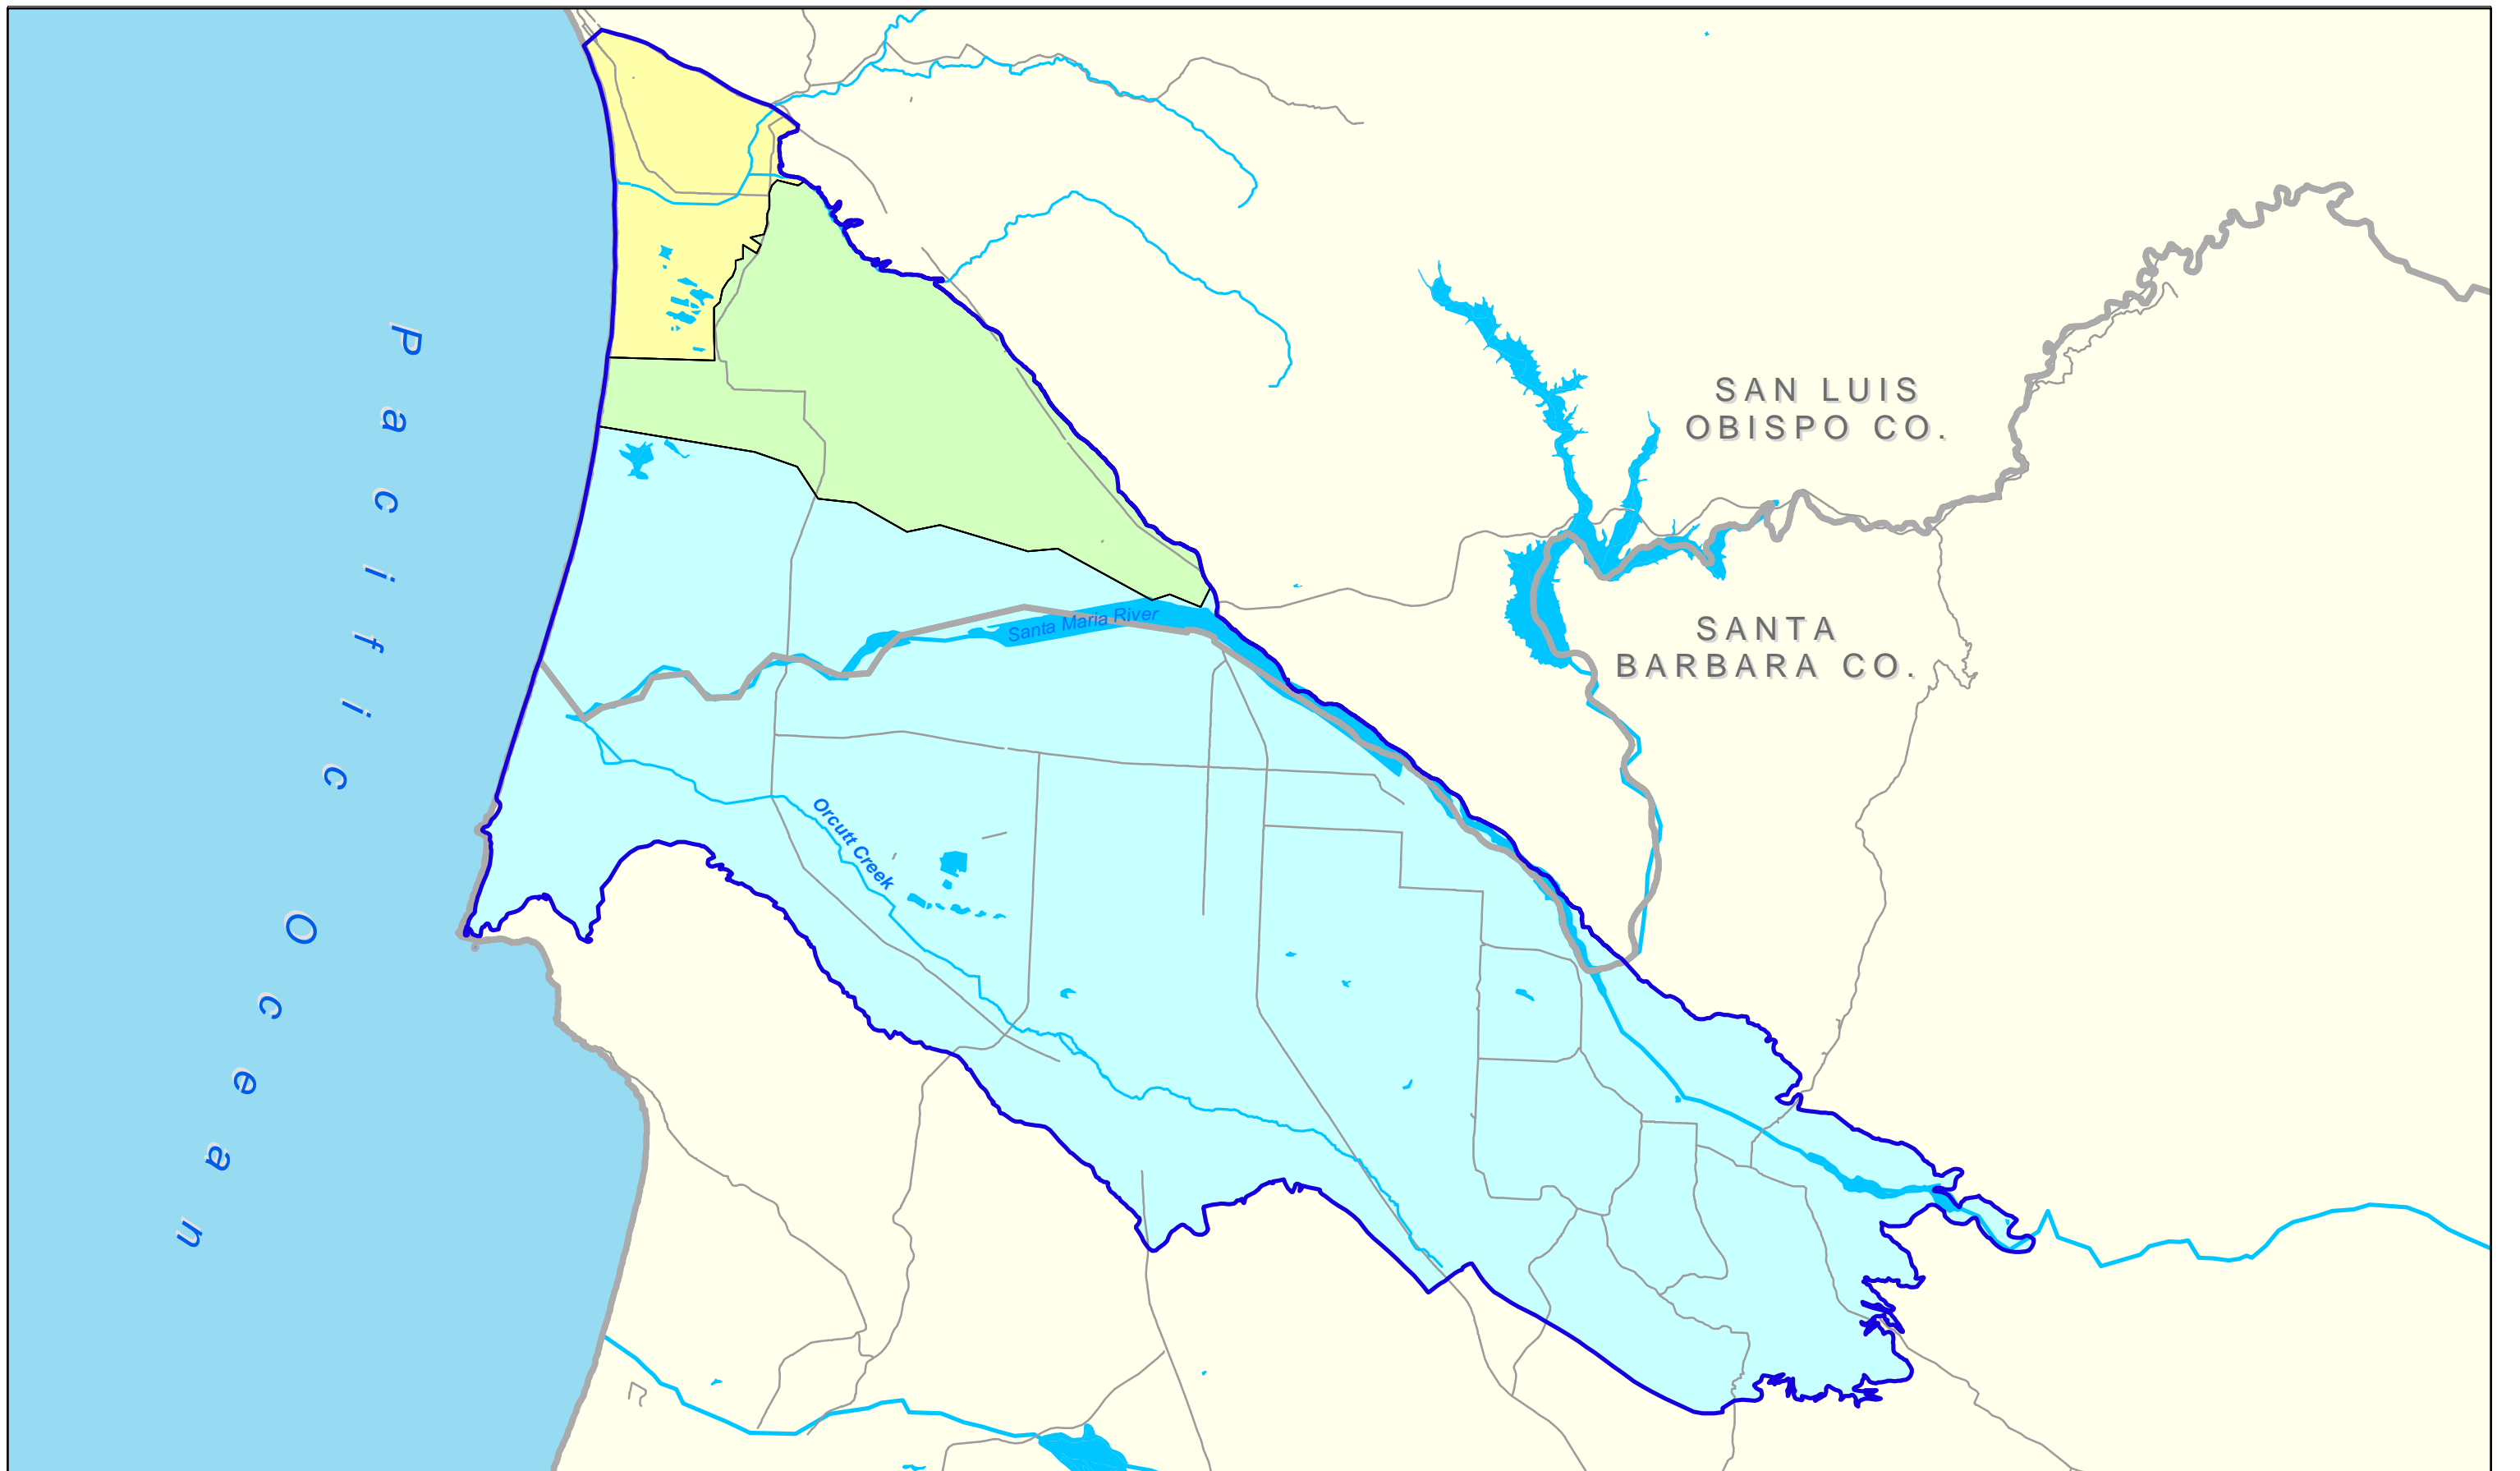 SAN LUIS
OBISPO CO.
SANTA
BARBARA CO.
Santa Maria River
Orcutt Creek
Pacific Ocean